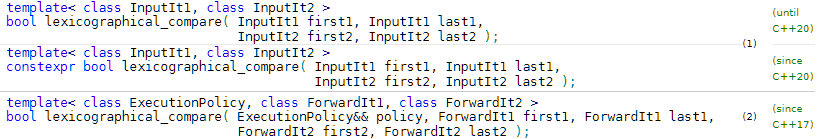 template< class InputIt1, class InputIt2 >
bool lexicographical_compare( InputIt1 first1, InputIt1 last1,
InputIt2 first2, InputIt2 last2 );
(until
C++20)
(1)
template< class InputIt1, class InputIt2 >
constexpr bool lexicographical_compare( InputIt1 first1, InputIt1 last1,
InputIt2 first2, InputIt2 last2 );
(since
C++20)
template< class ExecutionPolicy, class ForwardIt1, class ForwardIt2 >
bool lexicographical_compare( ExecutionPolicy&& policy, ForwardIt1 first1, ForwardIt1 last1,
ForwardIt2 first2, ForwardIt2 last2 );
(2)
(since
C++17)